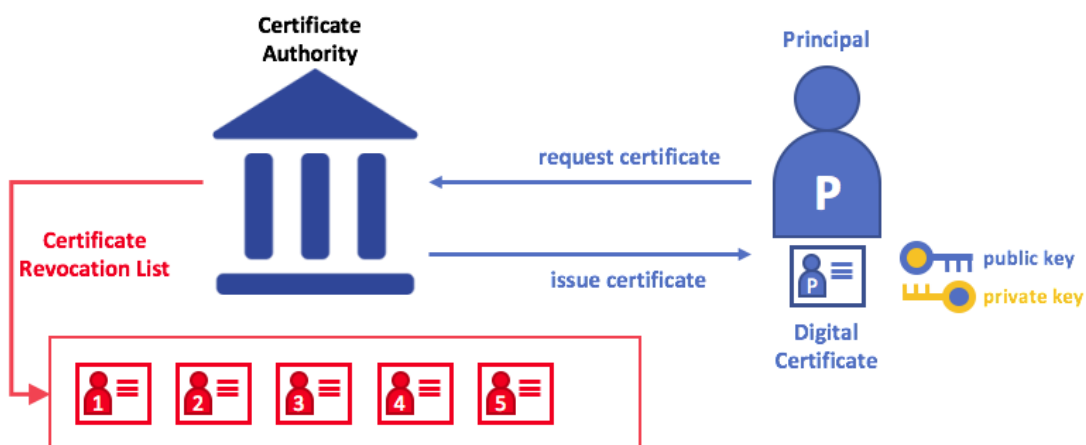 Certificate
Authority
Principal
request certificate
P
Certificate
Revocation List
issue certificate
P
public key
private key
Digital
Certificate
1 2 3 4 5